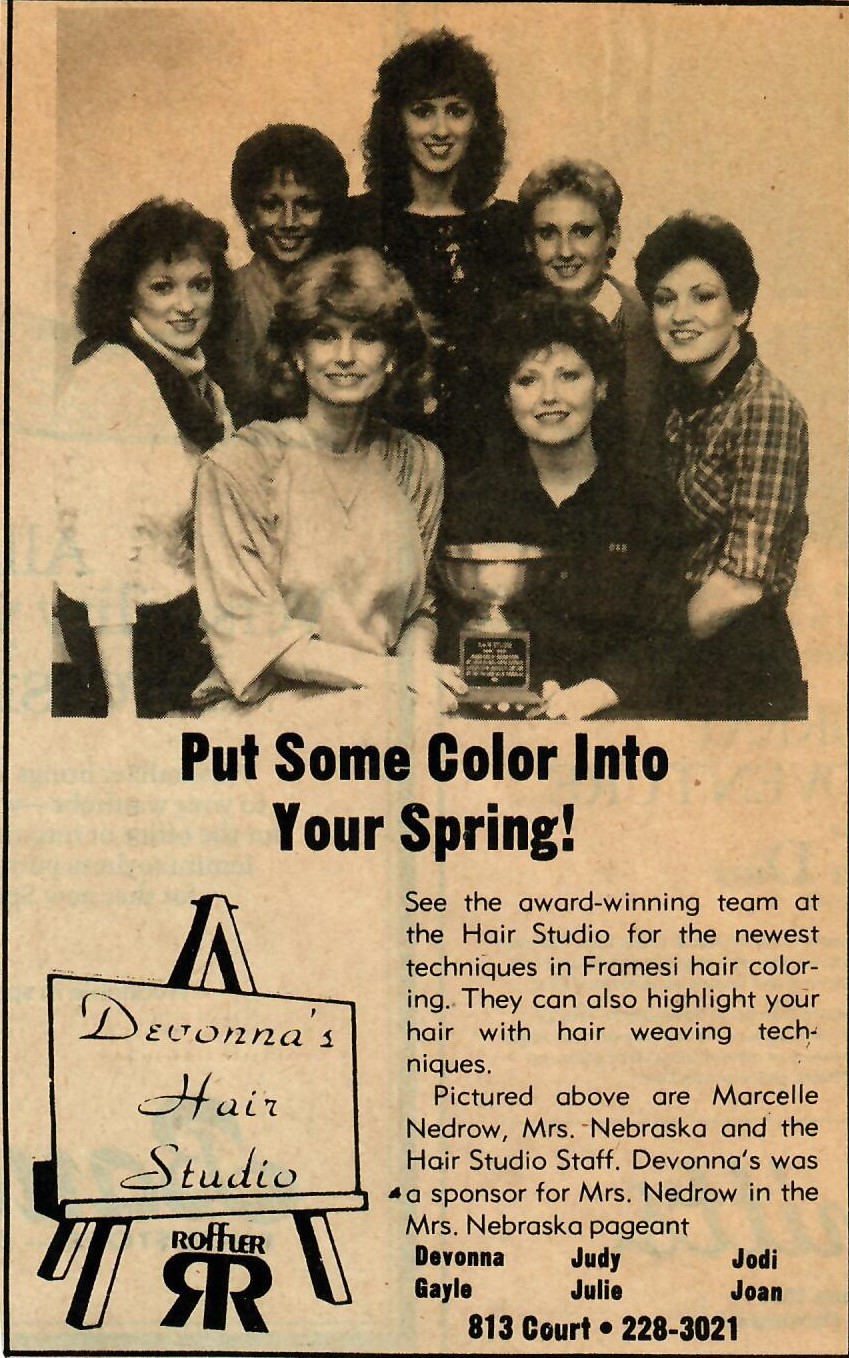 Put Some Color Into
Your Spring!
See the award-winning team at
the Hair Studio for the newest
techniques in Framesi hair color-
ing. They can also highlight your
hair with hair weaving tech-
niques.
Pictured above are Marcelle
Nedrow, Mrs. Nebraska and the
Hair Studio Staff. Devonna's was
a sponsor for Mrs. Nedrow in the
Mrs. Nebraska pageant
Devonna Judy Jodi
Gayle Julie Joan
813 Court • 228-3021
Devonna's
Hair
Studio
ROffLER
RR